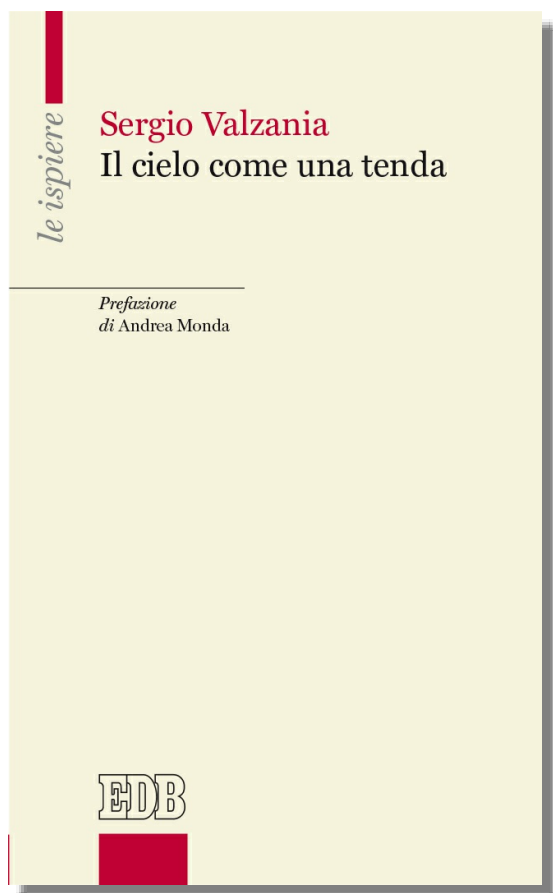 le ispiere
Sergio Valzania
Il cielo come una tenda
Prefazione
di Andrea Monda
EDB